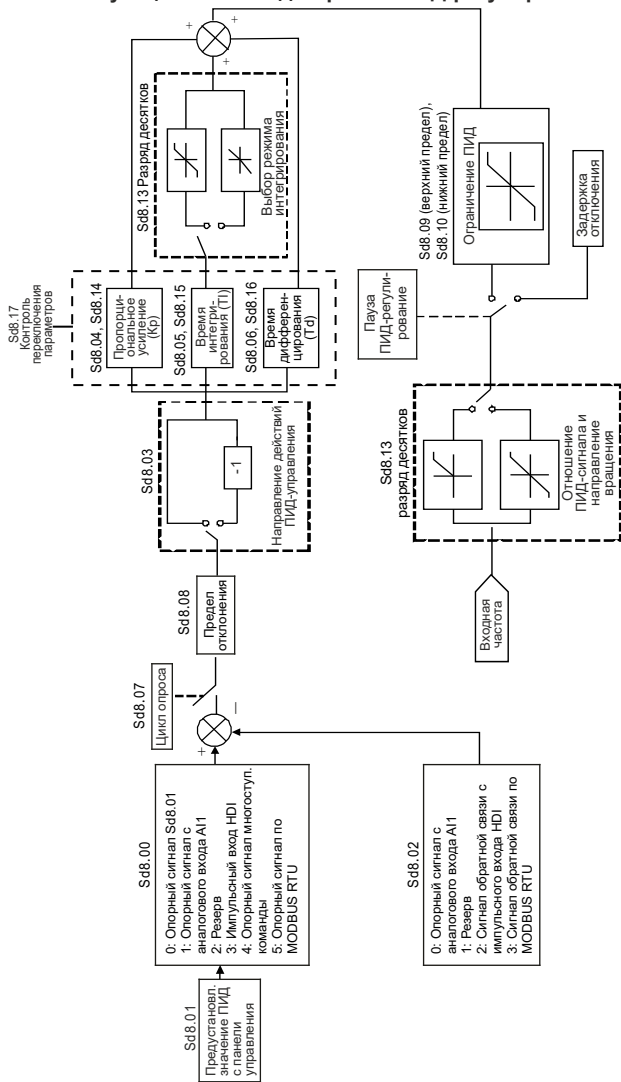 Sd8.01
Предустановл.
значение ПИД
с панели
управления
Sd8.00
0: Опорный сигнал Sd8.01
1: Опорный сигнал с
аналогового входа AI1
2: Резерв
3: Импульсный вход HDI
4: Опорный сигнал многоступ.
команды
5: Опорный сигнал по
MODBUS RTU
Sd8.02
0: Опорный сигнал с
аналогового входа AI1
1: Резерв
2: Сигнал обратной связи с
импульсного входа HDI
3: Сигнал обратной связи по
MODBUS RTU
+
−
Sd8.07
Цикл опроса
Sd8.08
Предел
отклонения
Sd8.03
-1
Направление действий
ПИД-управления
Sd8.17
Контроль
переключения
параметров
Sd8.04, Sd8.14
Пропорци-
ональное
усиление
(Kp)
Sd8.05, Sd8.15
Время
интегри-
рования (TI)
Sd8.06, Sd8.16
Время
дифферен-
цирования
(Td)
Sd8.13 Разряд десятков
Выбор режима
интегрирования
+
+
+
Sd8.09 (верхний предел),
Sd8.10 (нижний предел)
Ограничение ПИД
Задержка
отключения
Пауза
ПИД-регули-
рование
Sd8.13
разряд десятков
Отношение
ПИД-сигнала и
направление
вращения
Входная
частота